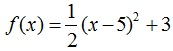 f(x) = 1/2 (x − 5)² + 3